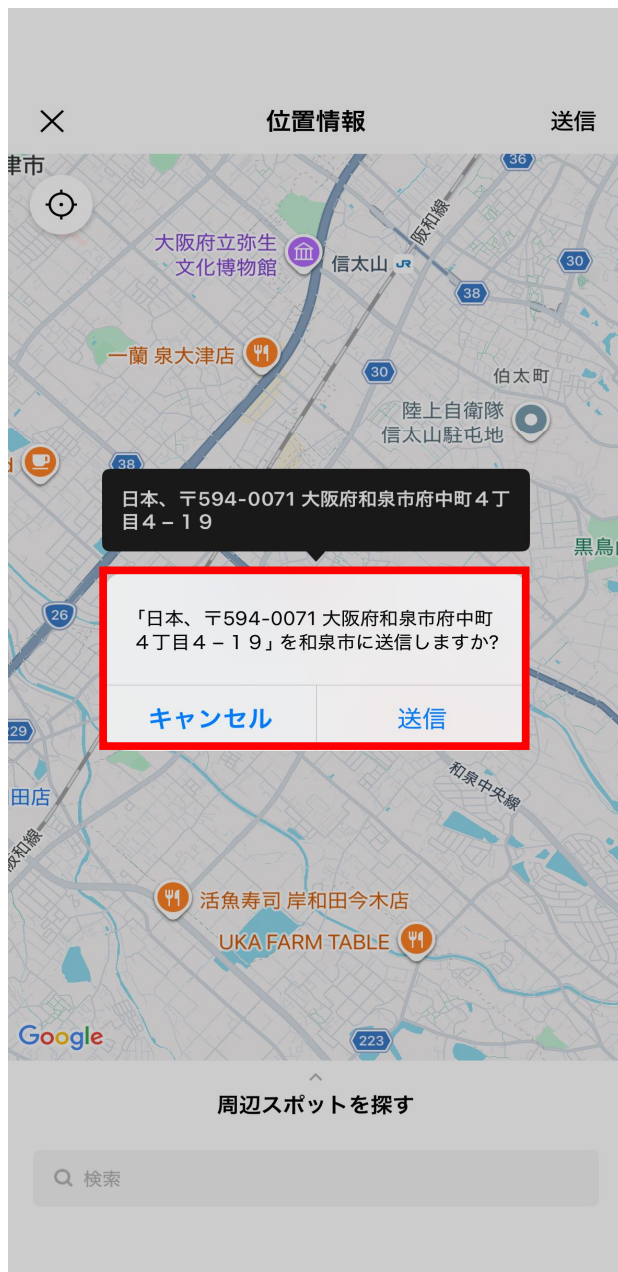 位置情報
送信
津市
36
阪和線
大阪府立弥生
文化博物館
信太山
JR
30
38
一蘭 泉大津店
30
伯太町
陸上自衛隊
信太山駐屯地
38
日本、〒594-0071 大阪府和泉市府中町４丁
目４−１９
黒鳥
26
「日本、〒594-0071 大阪府和泉市府中町
４丁目４−１９」を和泉市に送信しますか?
キャンセル
送信
29
和泉中央線
田店
阪和線
活魚寿司 岸和田今木店
UKA FARM TABLE
Google
223
周辺スポットを探す
検索